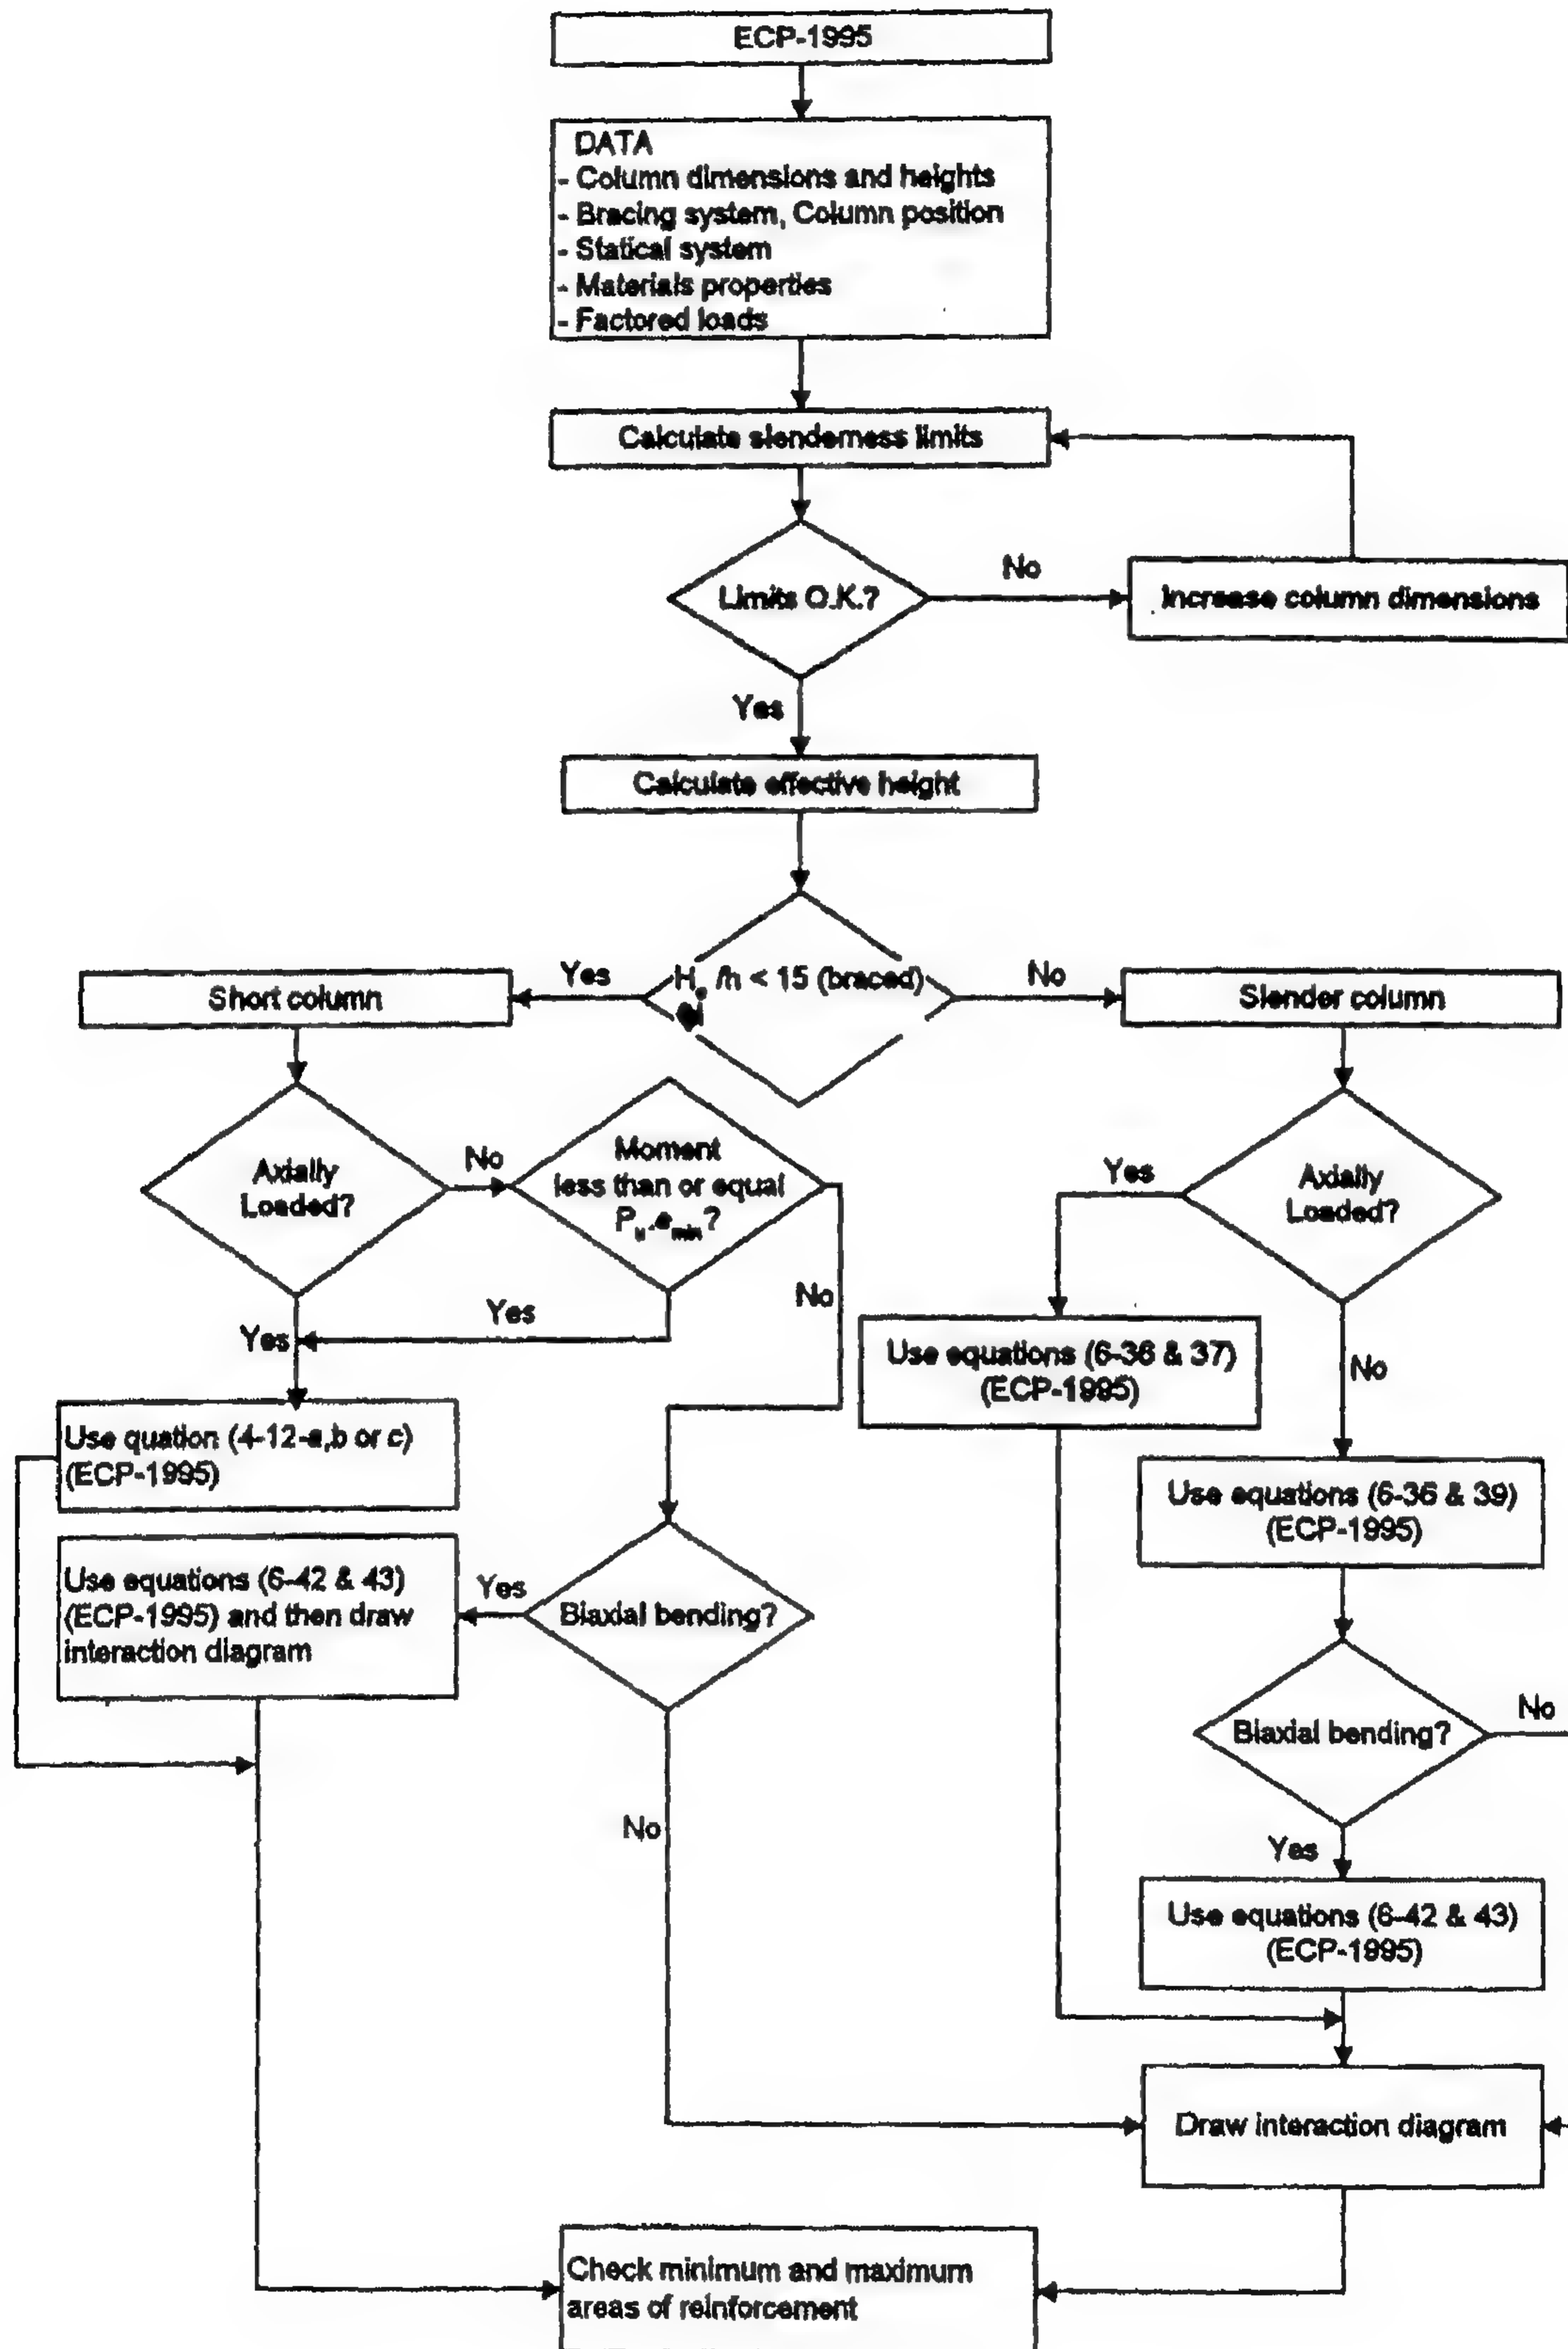 ECP-1995
DATA
- Column dimensions and heights
- Bracing system, Column position
- Statical system
- Materials properties
- Factored loads
Calculate slenderness limits
Limits O.K.?
No
Increase column dimensions
Yes
Calculate effective height
H_e /h < 15 (braced)
Yes
No
Short column
Slender column
Axially
Loaded?
No
Moment
less than or equal
P_u.e_min?
Yes
Axially
Loaded?
No
Yes
Yes
Use equations (6-36 & 37)
(ECP-1995)
No
Use quation (4-12-a,b or c)
(ECP-1995)
Use equations (6-36 & 39)
(ECP-1995)
Use equations (6-42 & 43)
(ECP-1995) and then draw
interaction diagram
Yes
Biaxial bending?
No
Biaxial bending?
No
Yes
Use equations (6-42 & 43)
(ECP-1995)
Draw interaction diagram
Check minimum and maximum
areas of reinforcement